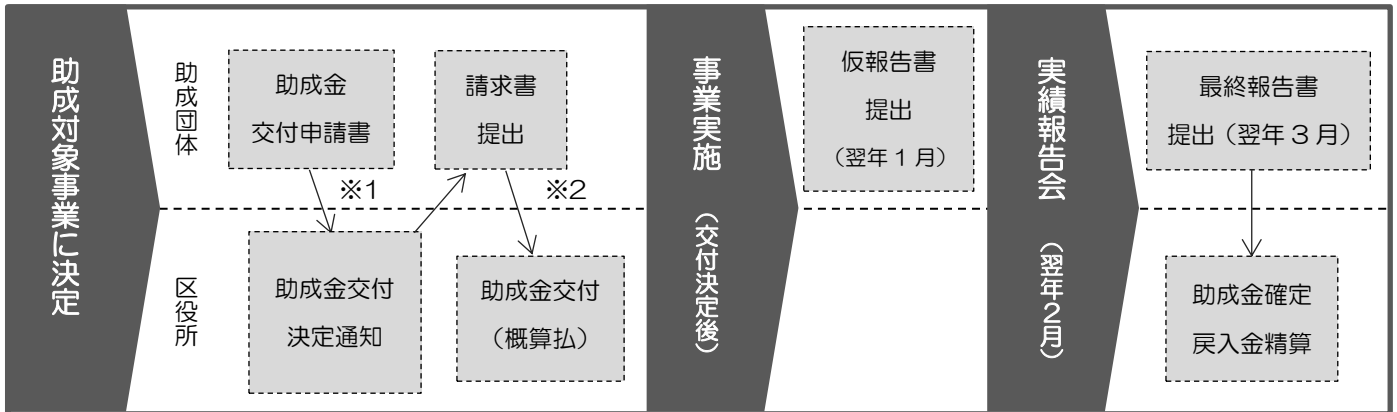 助成対象事業に決定
助成団体
助成金
交付申請書
請求書
提出
※1
※2
区役所
助成金交付
決定通知
助成金交付
（概算払）
事業実施（交付決定後）
仮報告書
提出
（翌年１月）
実績報告会（翌年２月）
最終報告書
提出（翌年３月）
助成金確定
戻入金精算